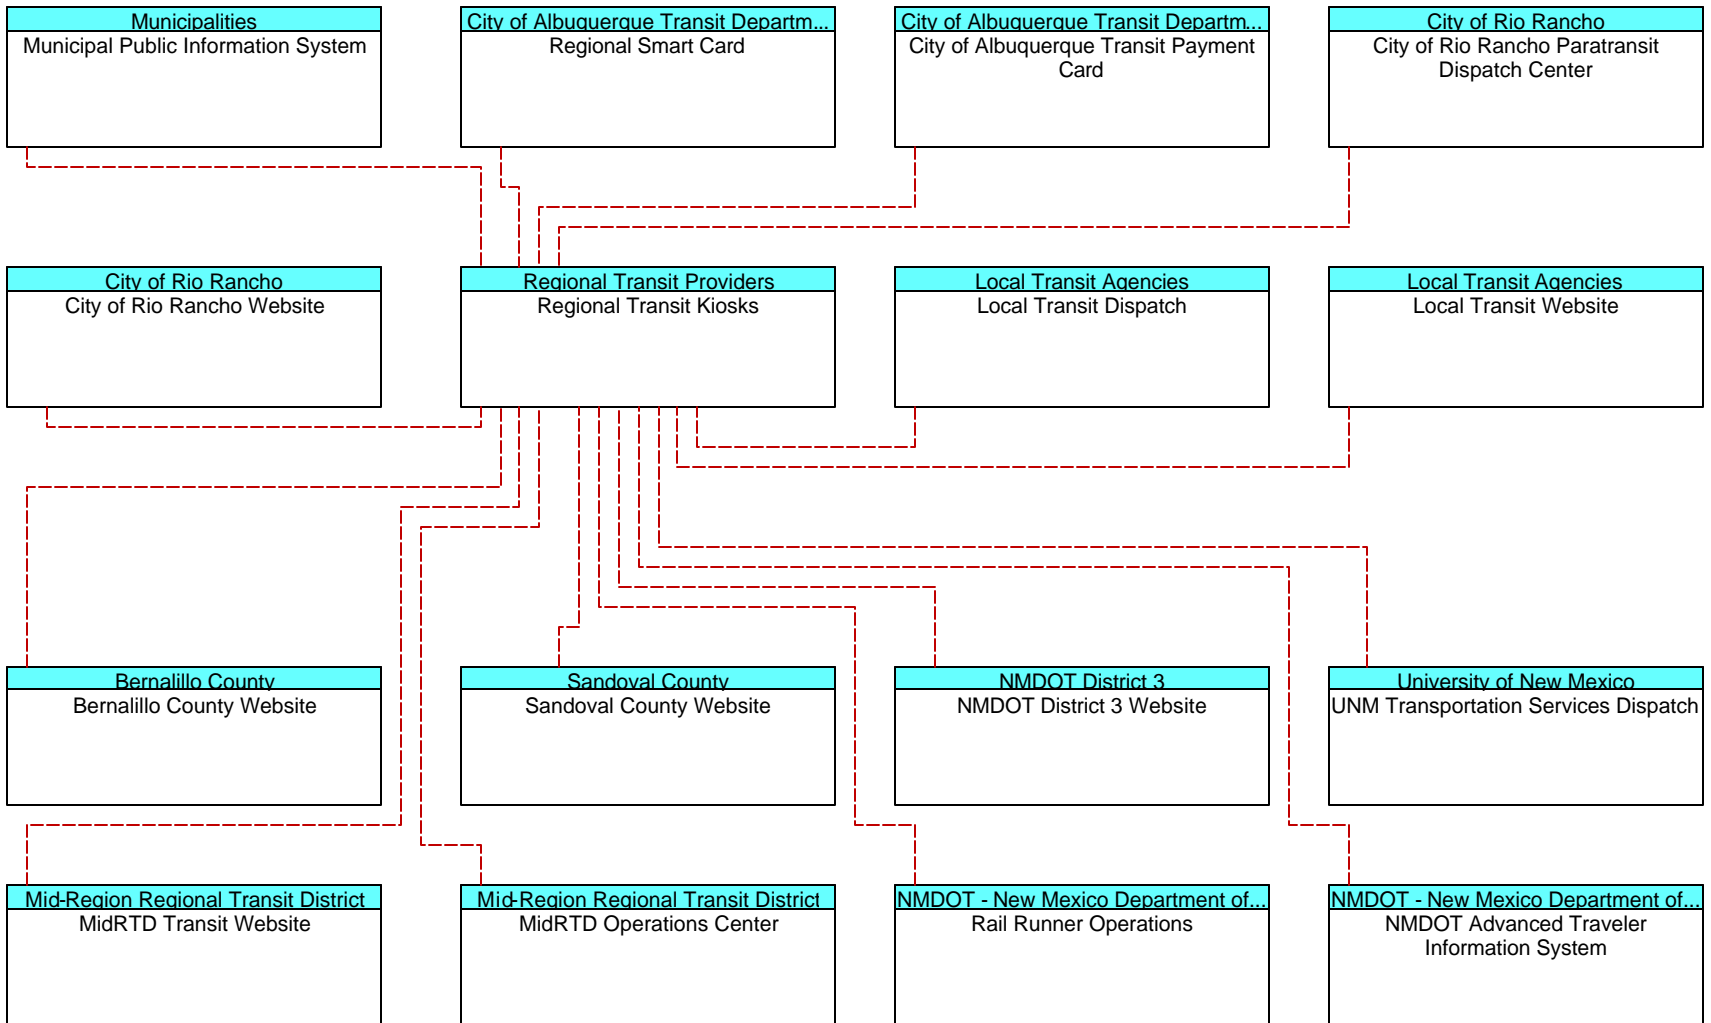 Municipalities
Municipal Public Information System
City of Albuquerque Transit Departm...
Regional Smart Card
City of Albuquerque Transit Departm...
City of Albuquerque Transit Payment
Card
City of Rio Rancho
City of Rio Rancho Paratransit
Dispatch Center
City of Rio Rancho
City of Rio Rancho Website
Regional Transit Providers
Regional Transit Kiosks
Local Transit Agencies
Local Transit Dispatch
Local Transit Agencies
Local Transit Website
Bernalillo County
Bernalillo County Website
Sandoval County
Sandoval County Website
NMDOT District 3
NMDOT District 3 Website
University of New Mexico
UNM Transportation Services Dispatch
Mid-Region Regional Transit District
MidRTD Transit Website
Mid-Region Regional Transit District
MidRTD Operations Center
NMDOT - New Mexico Department of...
Rail Runner Operations
NMDOT - New Mexico Department of...
NMDOT Advanced Traveler
Information System